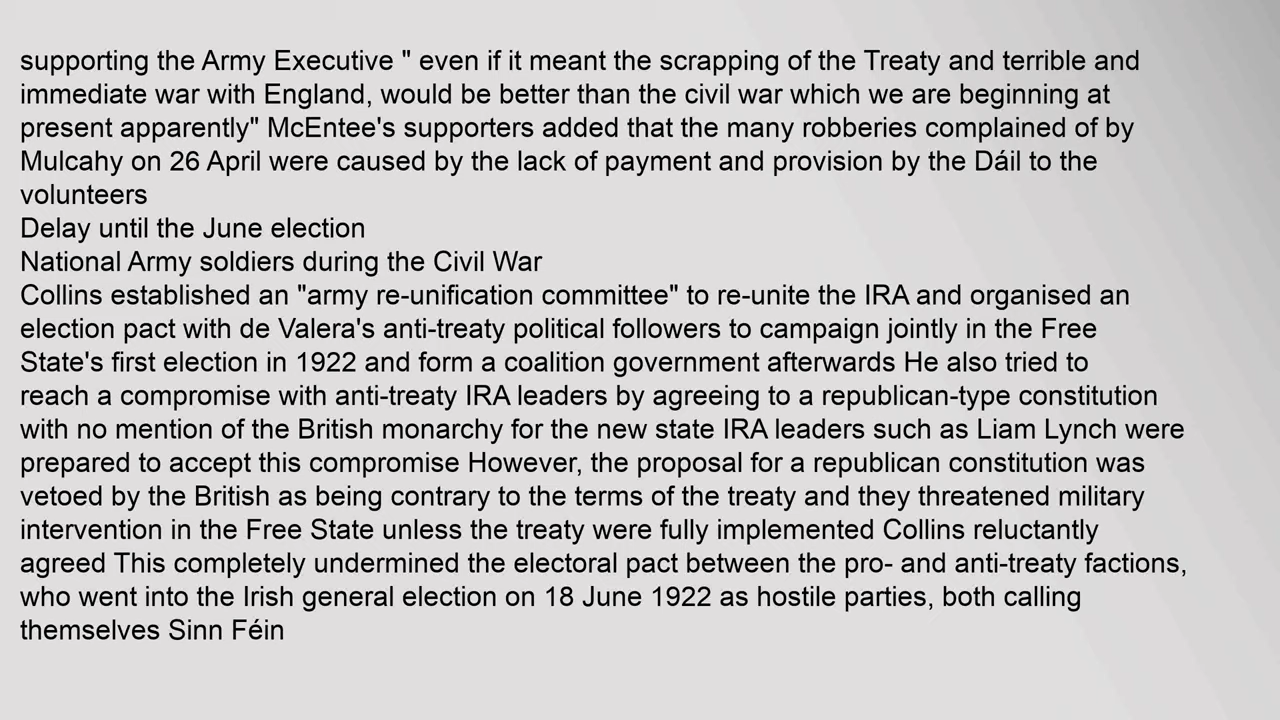 supporting the Army Executive " even if it meant the scrapping of the Treaty and terrible and
immediate war with England, would be better than the civil war which we are beginning at
present apparently" McEntee's supporters added that the many robberies complained of by
Mulcahy on 26 April were caused by the lack of payment and provision by the Dáil to the
volunteers
Delay until the June election
National Army soldiers during the Civil War
Collins established an "army re-unification committee" to re-unite the IRA and organised an
election pact with de Valera's anti-treaty political followers to campaign jointly in the Free
State's first election in 1922 and form a coalition government afterwards He also tried to
reach a compromise with anti-treaty IRA leaders by agreeing to a republican-type constitution
with no mention of the British monarchy for the new state IRA leaders such as Liam Lynch were
prepared to accept this compromise However, the proposal for a republican constitution was
vetoed by the British as being contrary to the terms of the treaty and they threatened military
intervention in the Free State unless the treaty were fully implemented Collins reluctantly
agreed This completely undermined the electoral pact between the pro- and anti-treaty factions,
who went into the Irish general election on 18 June 1922 as hostile parties, both calling
themselves Sinn Féin